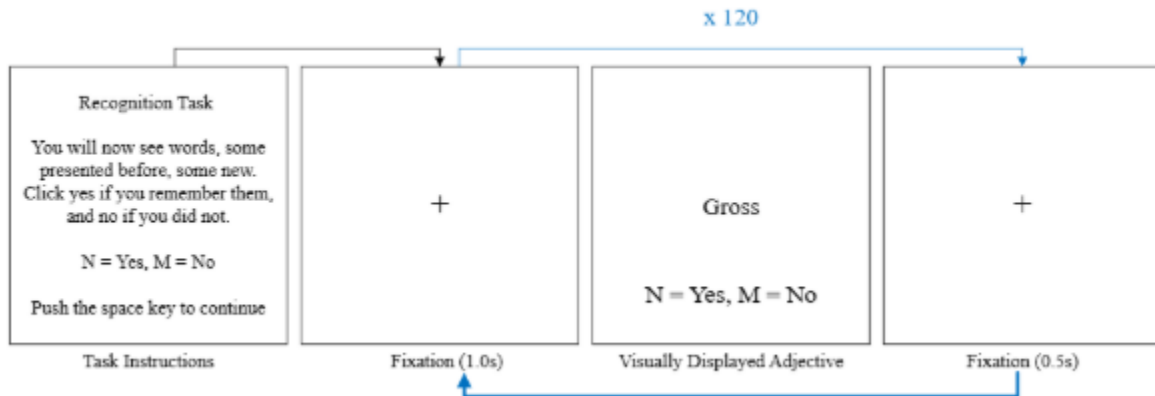 x 120
Recognition Task
You will now see words, some
presented before, some new.
Click yes if you remember them,
and no if you did not.
N = Yes, M = No
Push the space key to continue
Task Instructions
+
Fixation (1.0s)
Gross
N = Yes, M = No
Visually Displayed Adjective
+
Fixation (0.5s)